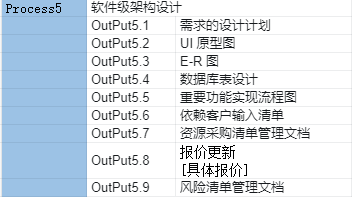 Process5 软件级架构设计
OutPut5.1 需求的设计计划
OutPut5.2 UI 原型图
OutPut5.3 E-R 图
OutPut5.4 数据库表设计
OutPut5.5 重要功能实现流程图
OutPut5.6 依赖客户输入清单
OutPut5.7 资源采购清单管理文档
OutPut5.8 报价更新
[具体报价]
OutPut5.9 风险清单管理文档